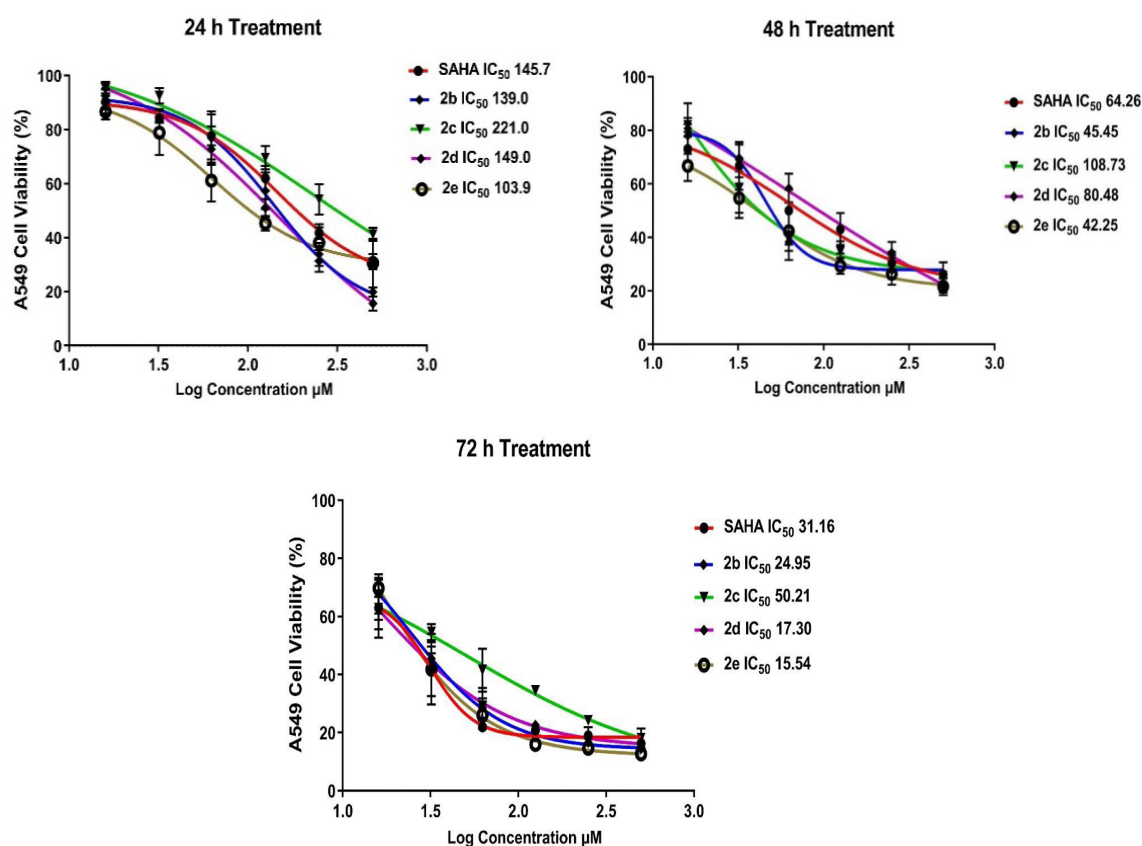 24 h Treatment
A549 Cell Viability (%)
100
80
60
40
20
0
1.0 1.5 2.0 2.5 3.0
Log Concentration µM
SAHA IC50 145.7
2b IC50 139.0
2c IC50 221.0
2d IC50 149.0
2e IC50 103.9
48 h Treatment
A549 Cell Viability (%)
100
80
60
40
20
0
1.0 1.5 2.0 2.5 3.0
Log Concentration µM
SAHA IC50 64.26
2b IC50 45.45
2c IC50 108.73
2d IC50 80.48
2e IC50 42.25
72 h Treatment
A549 Cell Viability (%)
100
80
60
40
20
0
1.0 1.5 2.0 2.5 3.0
Log Concentration µM
SAHA IC50 31.16
2b IC50 24.95
2c IC50 50.21
2d IC50 17.30
2e IC50 15.54